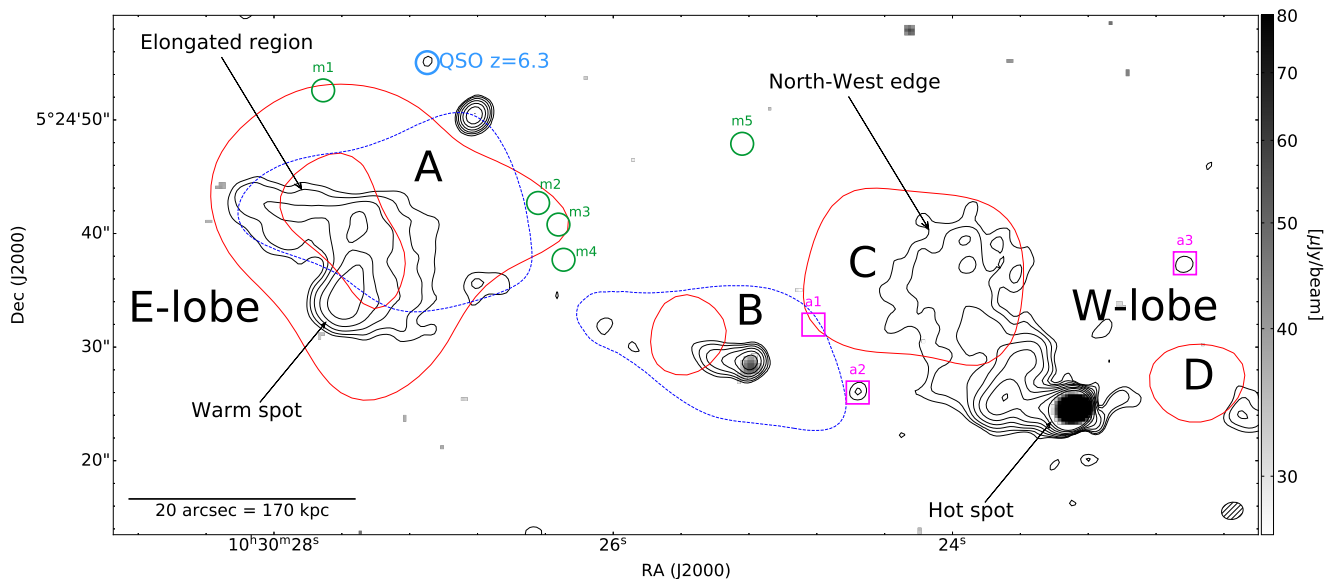 Elongated region
QSO z=6.3
m1
North-West edge
m5
A
m2
m3
m4
C
a3
E-lobe
B
a1
W-lobe
a2
D
Warm spot
Hot spot
20 arcsec = 170 kpc
5°24'50"
40"
30"
20"
Dec (J2000)
10ʰ30ᵐ28ˢ
26ˢ
24ˢ
RA (J2000)
80
70
60
50
40
30
[μJy/beam]